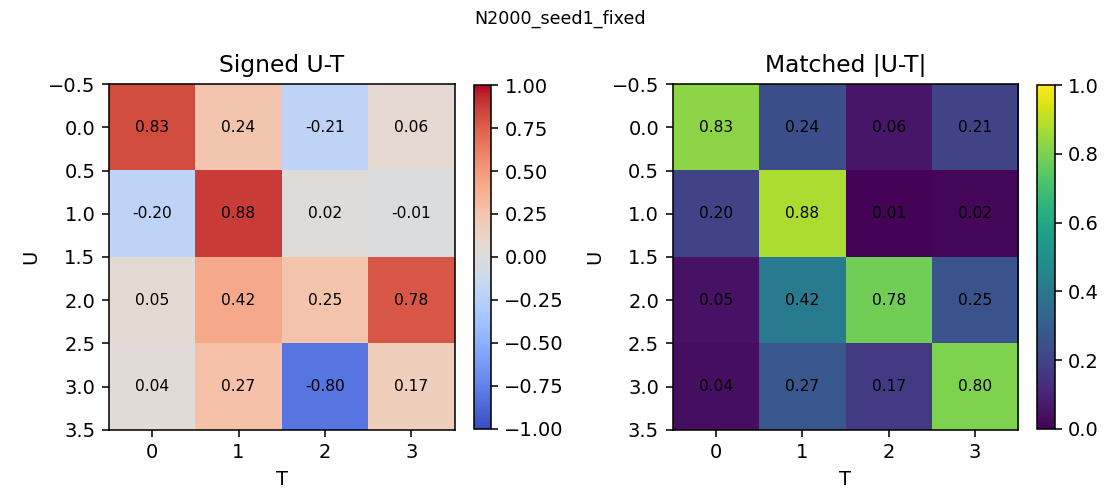 N2000_seed1_fixed
Signed U-T
−0.5
0.0
0.5
1.0
1.5
2.0
2.5
3.0
3.5
U
0.83 0.24 -0.21 0.06
-0.20 0.88 0.02 -0.01
0.05 0.42 0.25 0.78
0.04 0.27 -0.80 0.17
0 1 2 3
T
1.00
0.75
0.50
0.25
0.00
−0.25
−0.50
−0.75
−1.00
Matched |U-T|
−0.5
0.0
0.5
1.0
1.5
2.0
2.5
3.0
3.5
U
0.83 0.24 0.06 0.21
0.20 0.88 0.01 0.02
0.05 0.42 0.78 0.25
0.04 0.27 0.17 0.80
0 1 2 3
T
1.0
0.8
0.6
0.4
0.2
0.0